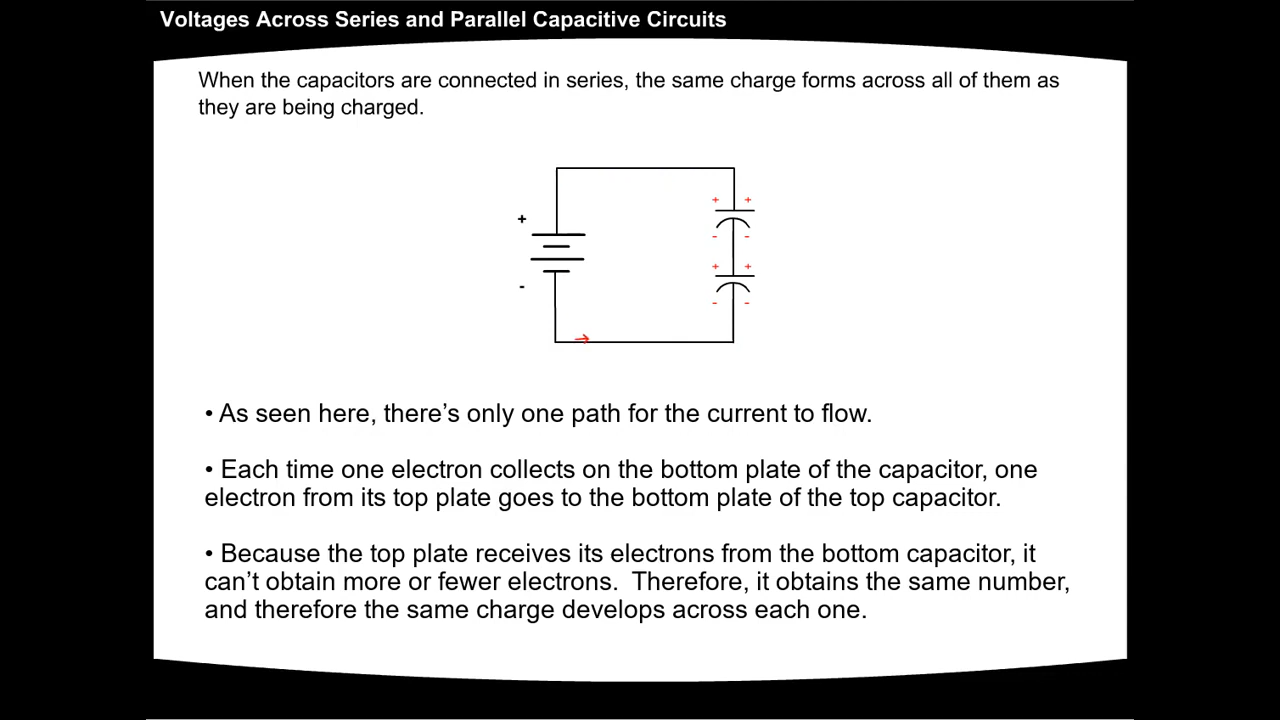 Voltages Across Series and Parallel Capacitive Circuits
When the capacitors are connected in series, the same charge forms across all of them as
they are being charged.
+
+ +
- -
+ +
-
- -
• As seen here, there’s only one path for the current to flow.
• Each time one electron collects on the bottom plate of the capacitor, one
electron from its top plate goes to the bottom plate of the top capacitor.
• Because the top plate receives its electrons from the bottom capacitor, it
can’t obtain more or fewer electrons.  Therefore, it obtains the same number,
and therefore the same charge develops across each one.